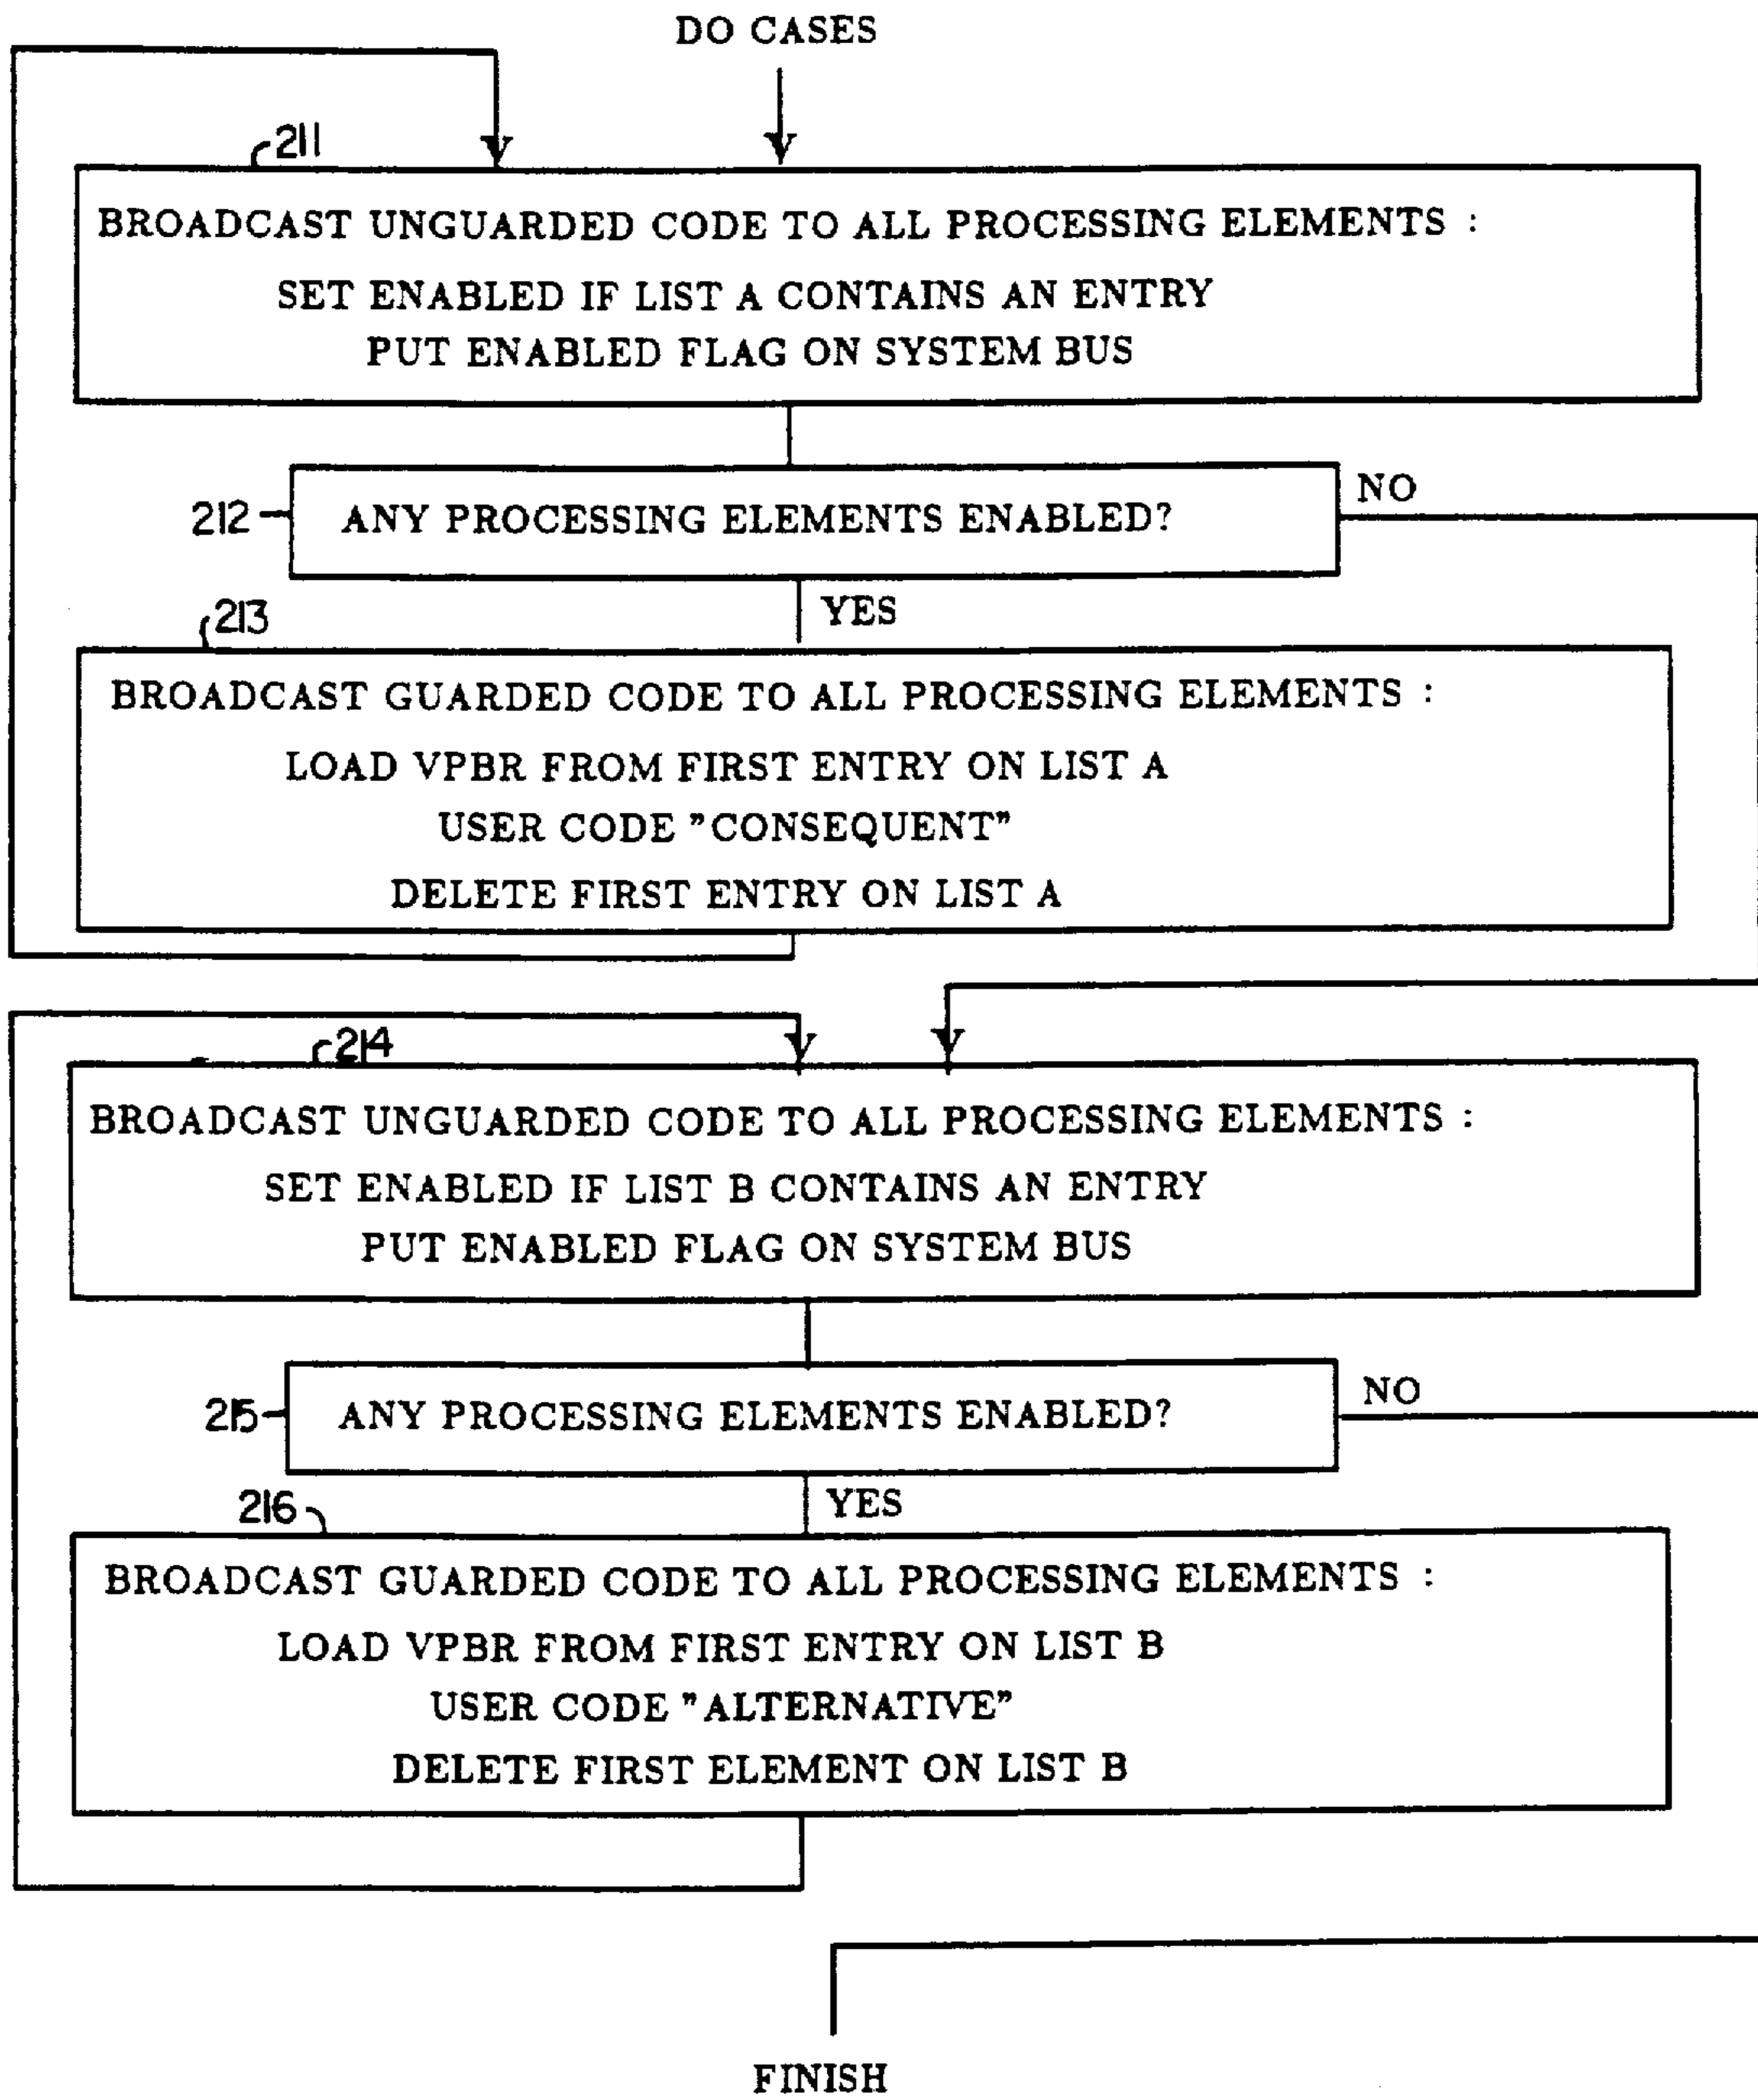 DO CASES
211
BROADCAST UNGUARDED CODE TO ALL PROCESSING ELEMENTS :
SET ENABLED IF LIST A CONTAINS AN ENTRY
PUT ENABLED FLAG ON SYSTEM BUS
NO
212
ANY PROCESSING ELEMENTS ENABLED?
YES
213
BROADCAST GUARDED CODE TO ALL PROCESSING ELEMENTS :
LOAD VPBR FROM FIRST ENTRY ON LIST A
USER CODE "CONSEQUENT"
DELETE FIRST ENTRY ON LIST A
214
BROADCAST UNGUARDED CODE TO ALL PROCESSING ELEMENTS :
SET ENABLED IF LIST B CONTAINS AN ENTRY
PUT ENABLED FLAG ON SYSTEM BUS
NO
215
ANY PROCESSING ELEMENTS ENABLED?
YES
216
BROADCAST GUARDED CODE TO ALL PROCESSING ELEMENTS :
LOAD VPBR FROM FIRST ENTRY ON LIST B
USER CODE "ALTERNATIVE"
DELETE FIRST ELEMENT ON LIST B
FINISH